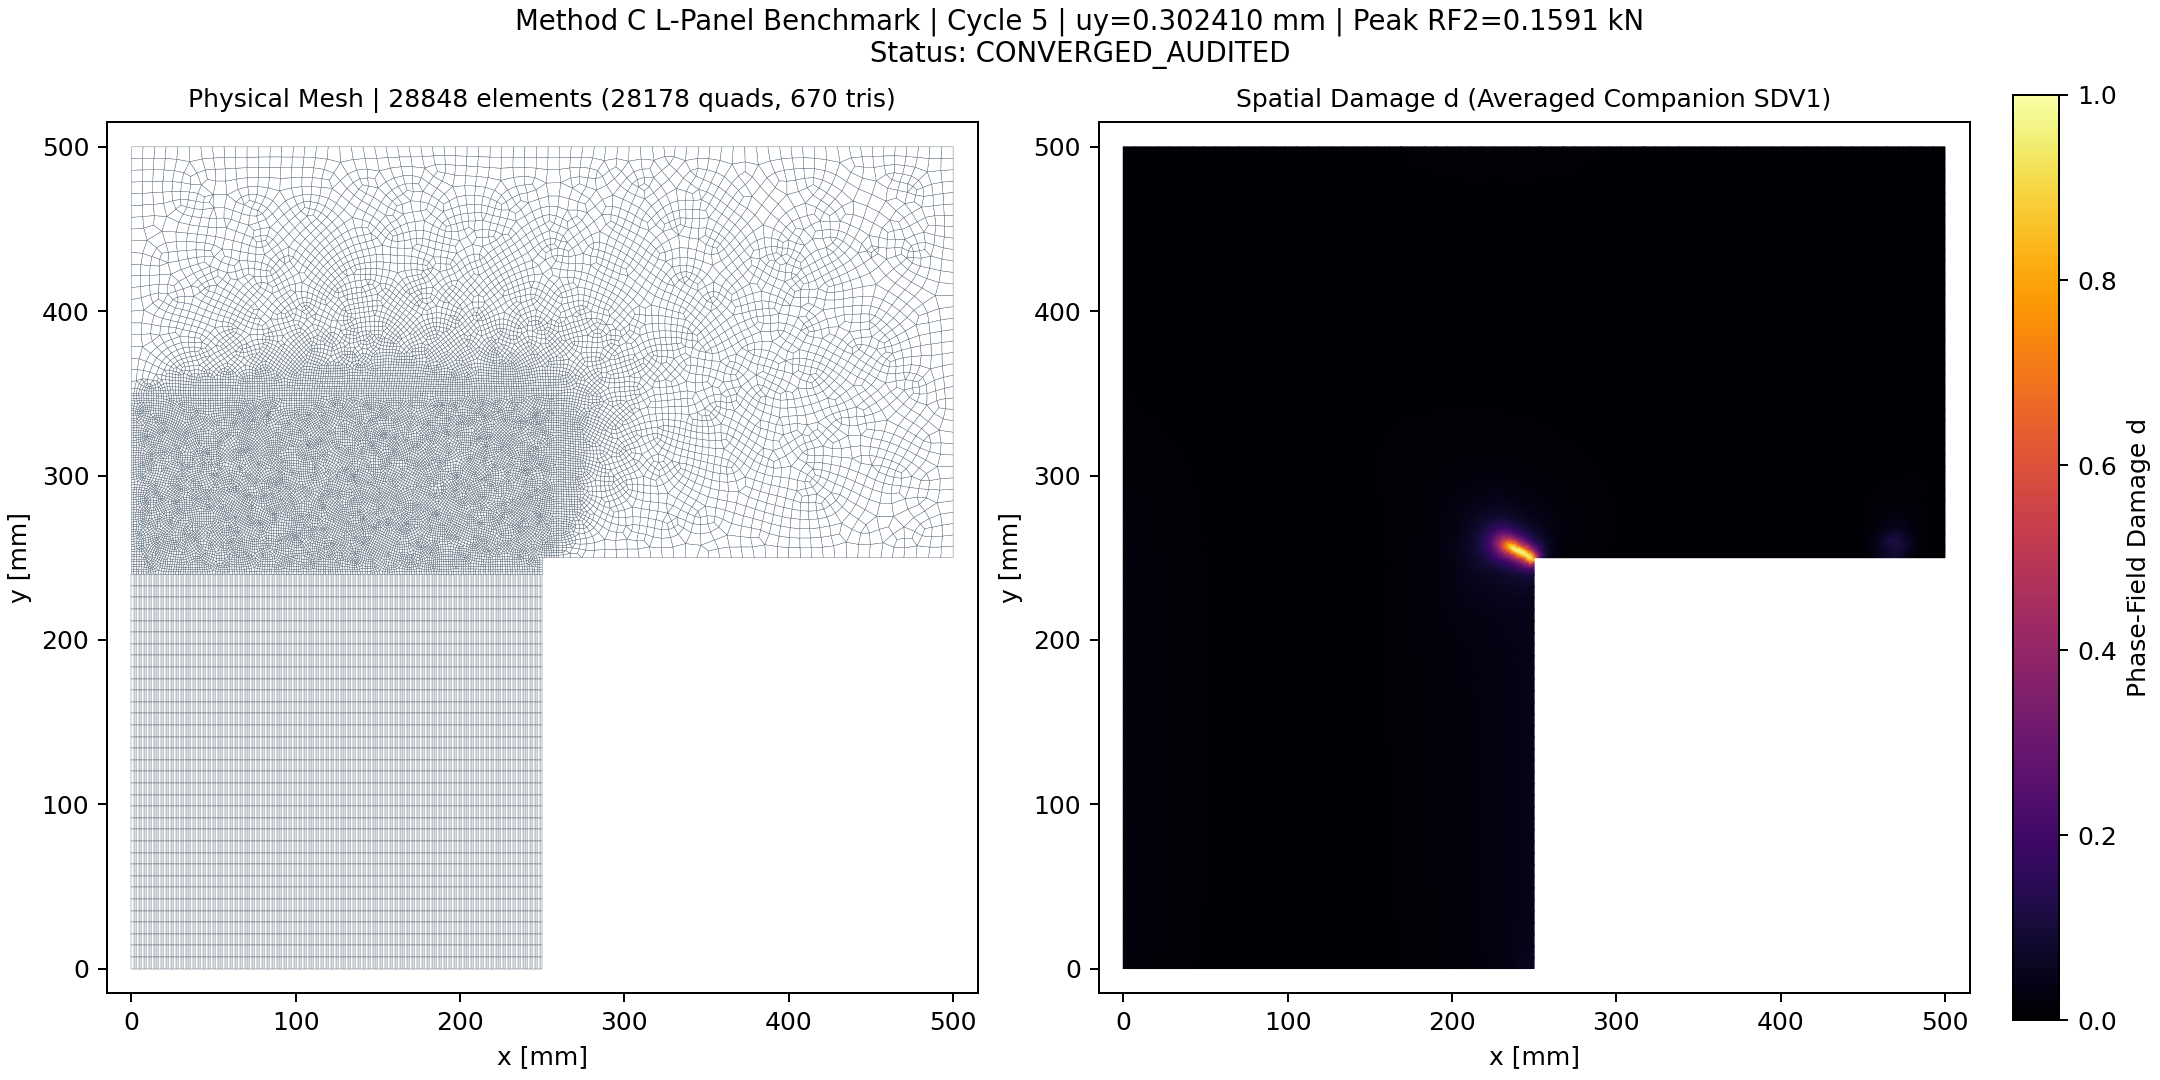 Method C L-Panel Benchmark | Cycle 5 | uy=0.302410 mm | Peak RF2=0.1591 kN
Status: CONVERGED_AUDITED
Physical Mesh | 28848 elements (28178 quads, 670 tris)
500
400
300
200
100
0
y [mm]
0 100 200 300 400 500
x [mm]
Spatial Damage d (Averaged Companion SDV1)
500
400
300
200
100
0
y [mm]
0 100 200 300 400 500
x [mm]
1.0
0.8
0.6
0.4
0.2
0.0
Phase-Field Damage d